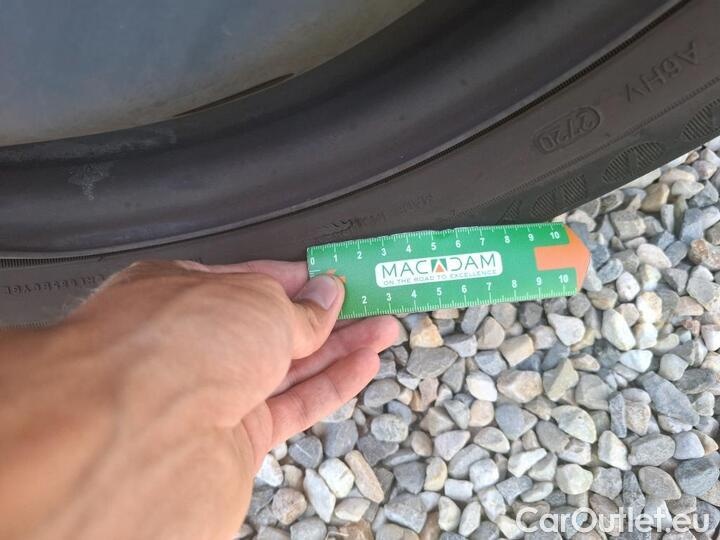 A6HV
2720
0 1 2 3 4 5 6 7 8 9 10
MACADAM
ON THE ROAD TO EXCELLENCE
2 3 4 5 6 7 8 9 10
CarOutlet.eu